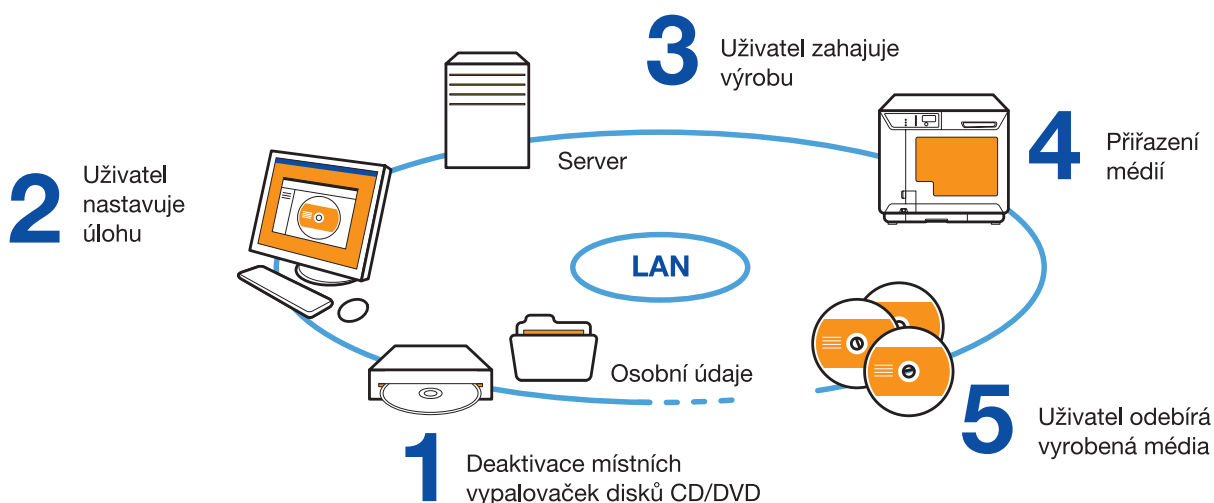 3
Uživatel zahajuje
výrobu
4
Přiřazení
médií
Server
2
Uživatel
nastavuje
úlohu
LAN
Osobní údaje
5
Uživatel odebírá
vyrobená média
1
Deaktivace místních
vypalovaček disků CD/DVD